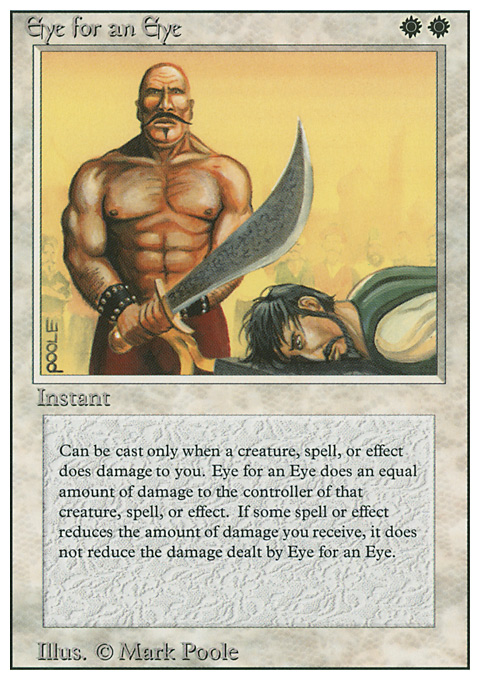 Eye for an Eye
POOLE
Instant
Can be cast only when a creature, spell, or effect
does damage to you. Eye for an Eye does an equal
amount of damage to the controller of that
creature, spell, or effect. If some spell or effect
reduces the amount of damage you receive, it does
not reduce the damage dealt by Eye for an Eye.
Illus. © Mark Poole